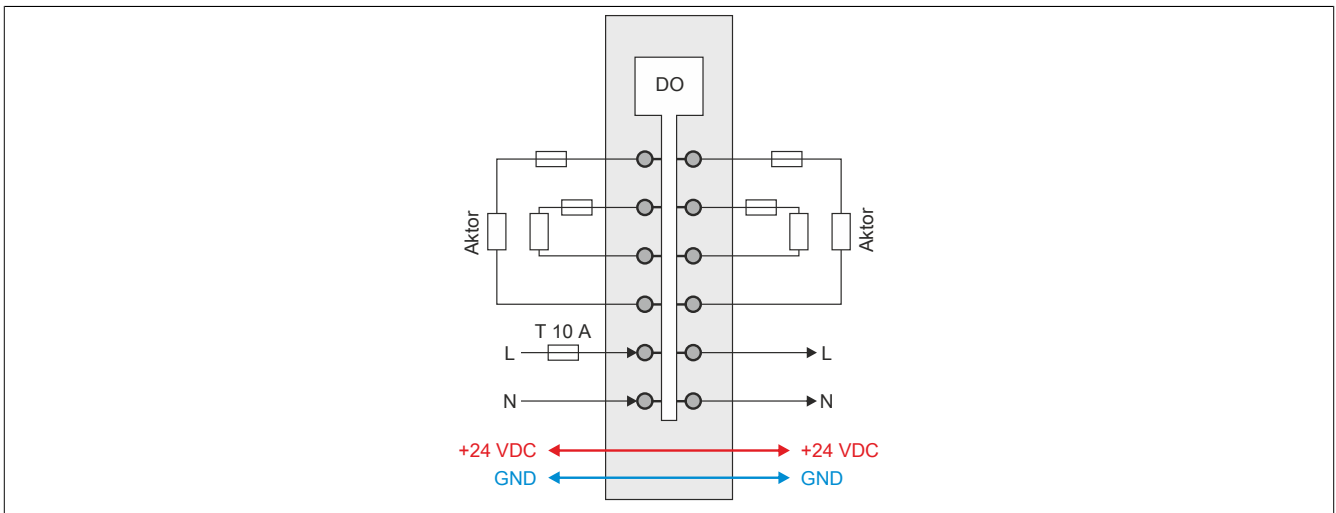 DO
Aktor
Aktor
T 10 A
L
L
N
N
+24 VDC
+24 VDC
GND
GND